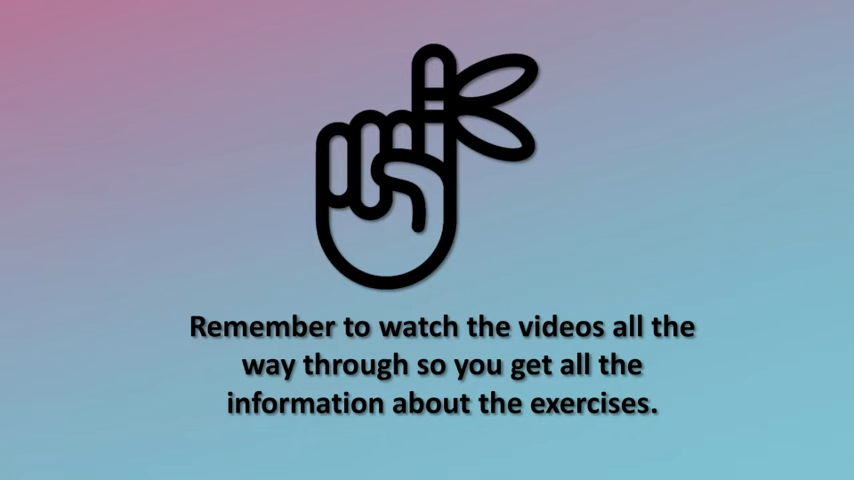 Remember to watch the videos all the
way through so you get all the
information about the exercises.